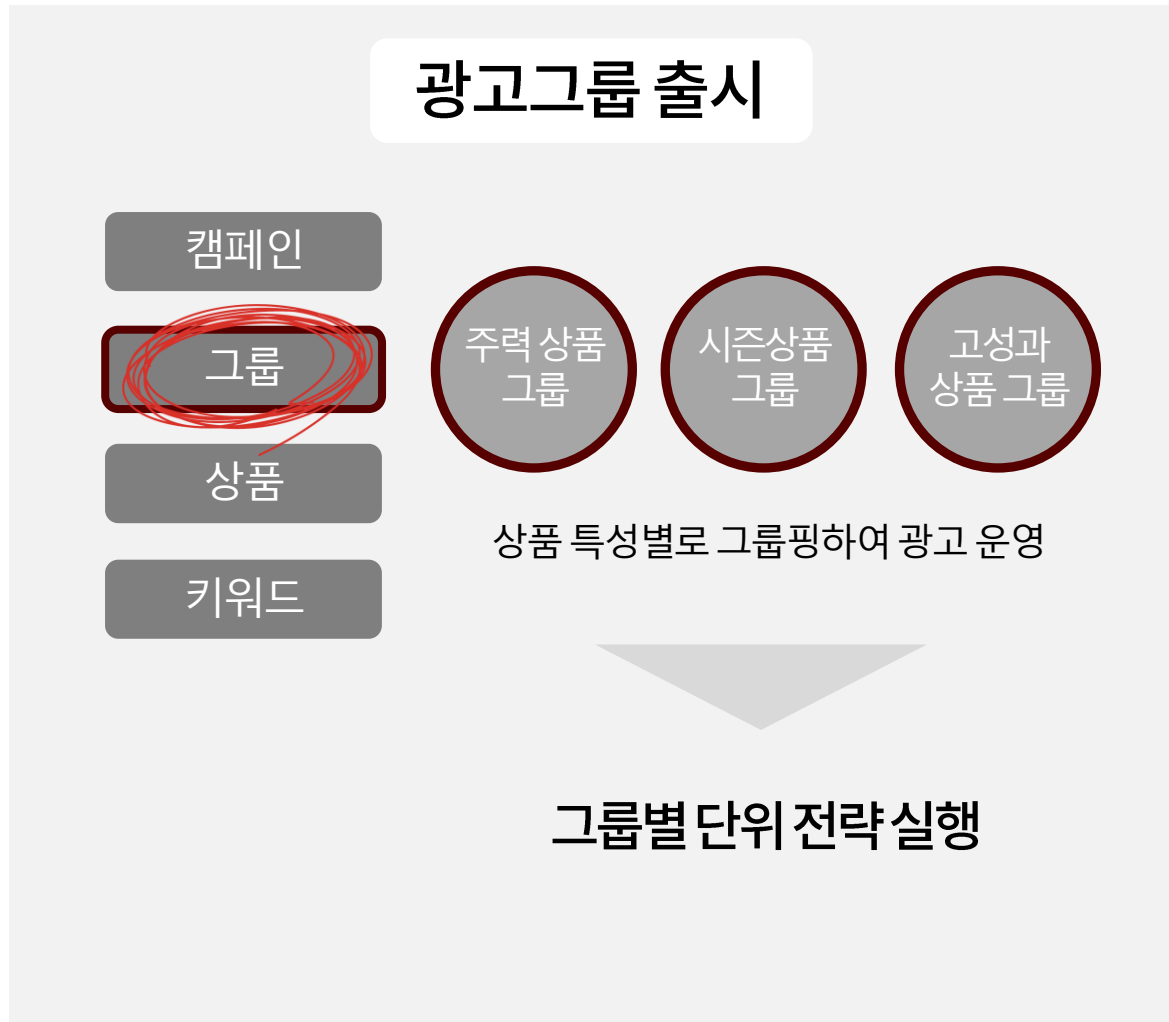 광고그룹 출시
캠페인
그룹
상품
키워드
주력 상품
그룹
시즌상품
그룹
고성과
상품 그룹
상품 특성별로 그룹핑하여 광고 운영
그룹별 단위 전략 실행